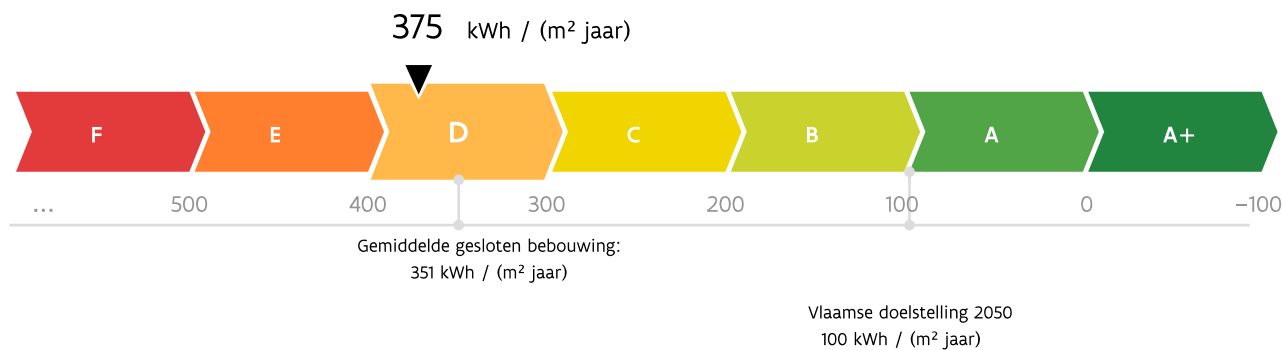 375 kWh / (m² jaar)
F E D C B A A+
... 500 400 300 200 100 0 −100
Gemiddelde gesloten bebouwing:
351 kWh / (m² jaar)
Vlaamse doelstelling 2050
100 kWh / (m² jaar)